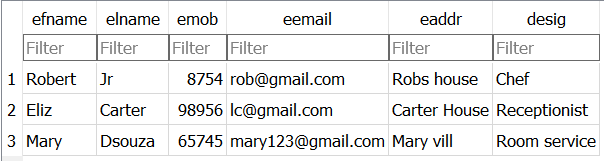 efname elname emob eemail eaddr desig
Filter Filter Filter Filter Filter Filter
1 Robert Jr 8754 rob@gmail.com Robs house Chef
2 Eliz Carter 98956 lc@gmail.com Carter House Receptionist
3 Mary Dsouza 65745 mary123@gmail.com Mary vill Room service